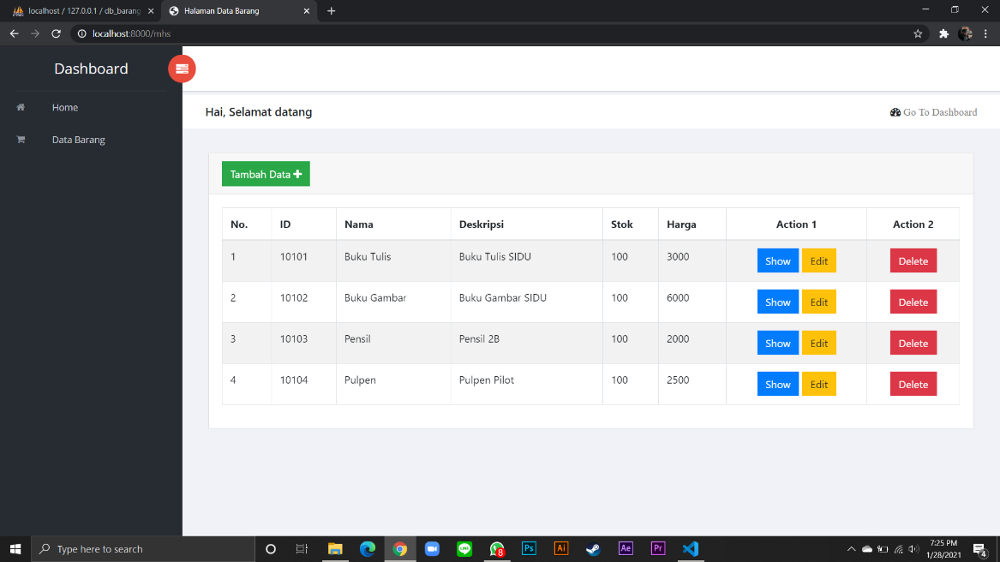 localhost / 127.0.0.1 / db_barang
Halaman Data Barang
localhost:8000/mhs
Dashboard
Home
Data Barang
Hai, Selamat datang
Go To Dashboard
Tambah Data
No. ID Nama Deskripsi Stok Harga Action 1 Action 2
1 10101 Buku Tulis Buku Tulis SIDU 100 3000 Show Edit Delete
2 10102 Buku Gambar Buku Gambar SIDU 100 6000 Show Edit Delete
3 10103 Pensil Pensil 2B 100 2000 Show Edit Delete
4 10104 Pulpen Pulpen Pilot 100 2500 Show Edit Delete
Type here to search
LINE
8
Ps
Ai
Ae
Pr
7:25 PM
1/28/2021
4